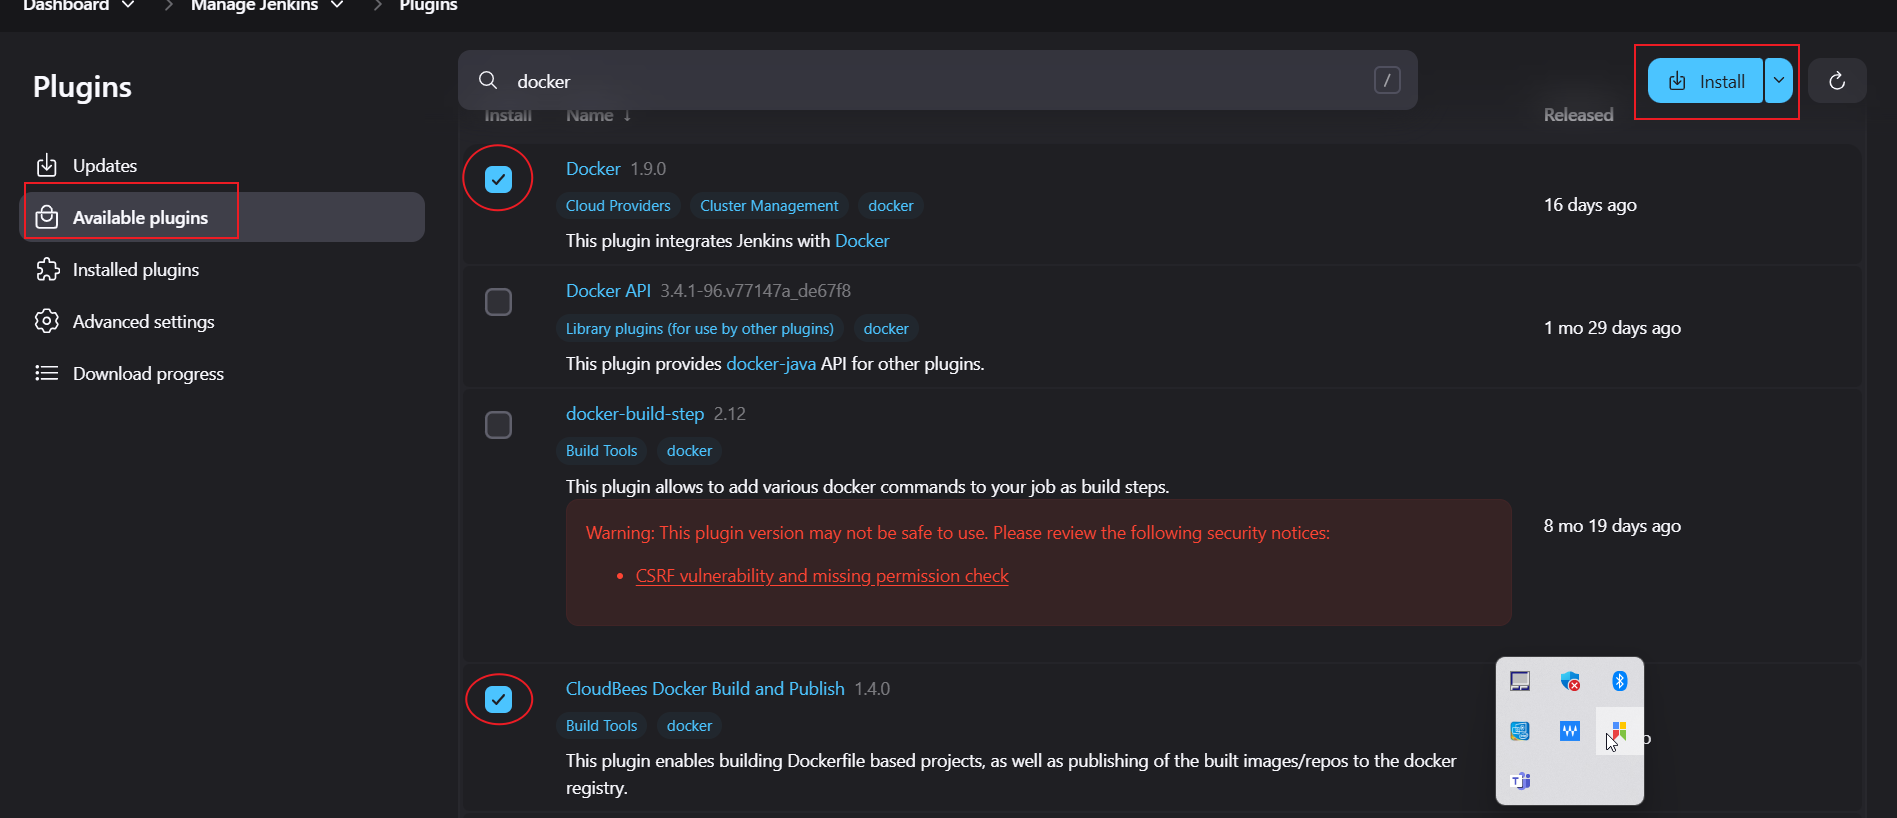 Dashboard
Manage Jenkins
Plugins
Plugins
docker
/
Install
Updates
Available plugins
Installed plugins
Advanced settings
Download progress
Install
Name ↓
Released
Docker 1.9.0
Cloud Providers
Cluster Management
docker
This plugin integrates Jenkins with Docker
16 days ago
Docker API 3.4.1-96.v77147a_de67f8
Library plugins (for use by other plugins)
docker
This plugin provides docker-java API for other plugins.
1 mo 29 days ago
docker-build-step 2.12
Build Tools
docker
This plugin allows to add various docker commands to your job as build steps.
Warning: This plugin version may not be safe to use. Please review the following security notices:
• CSRF vulnerability and missing permission check
8 mo 19 days ago
CloudBees Docker Build and Publish 1.4.0
Build Tools
docker
This plugin enables building Dockerfile based projects, as well as publishing of the built images/repos to the docker
registry.